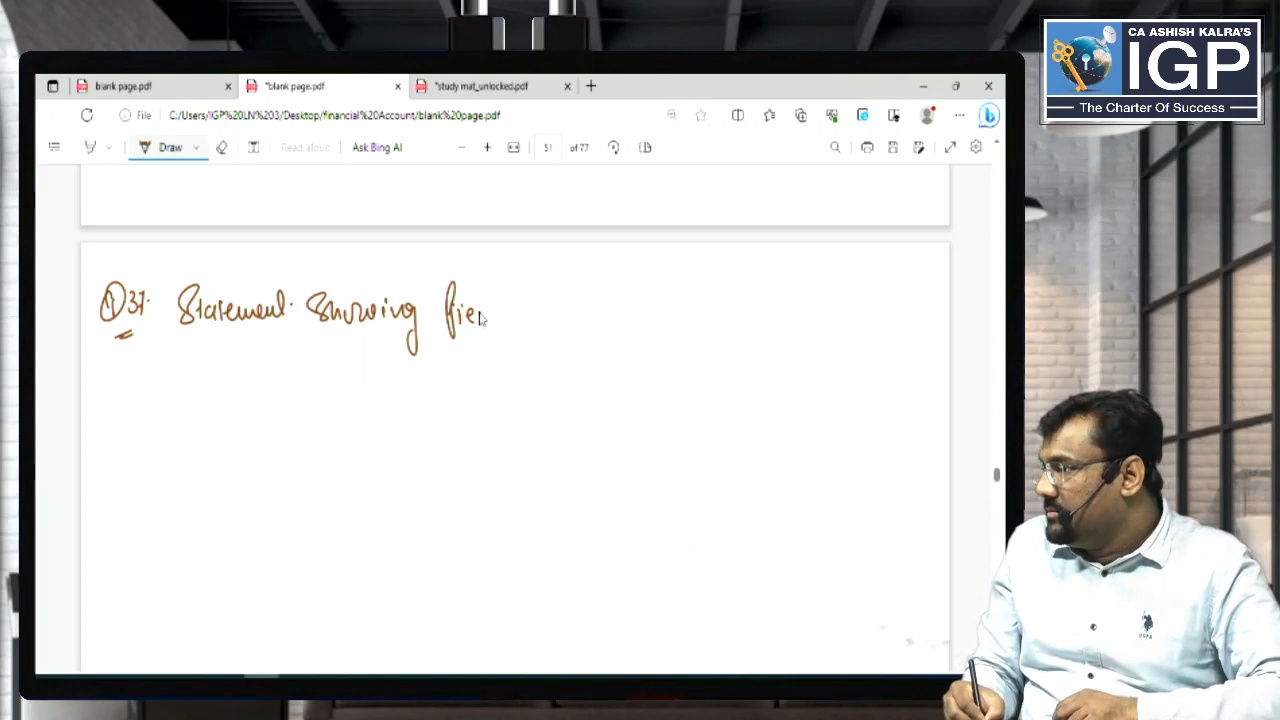 CA ASHISH KALRA'S
IGP
The Charter Of Success
blank page.pdf
*blank page.pdf
*study mat_unlocked.pdf
File
C:/Users/IGP%20LN%203/Desktop/financial%20Account/blank%20page.pdf
Draw
Read aloud
Ask Bing AI
51
of 77
Q37. Statement Showing fie
USPA